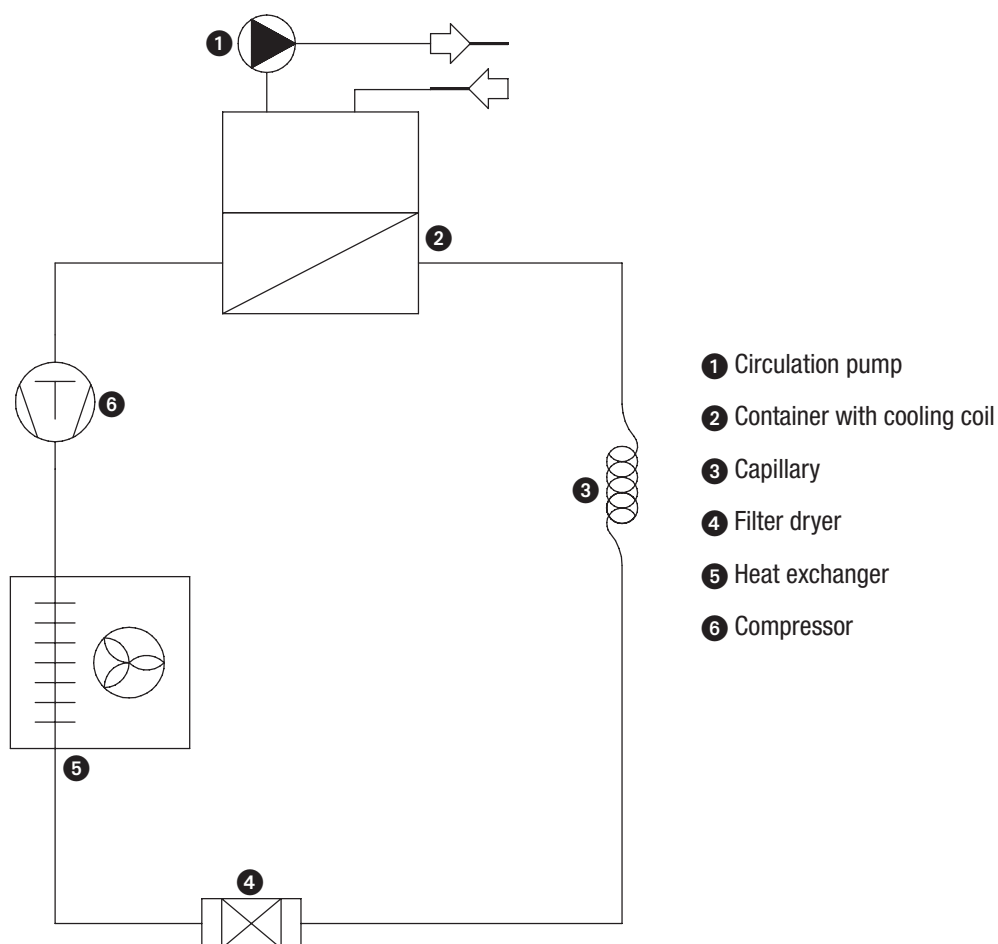 1
2
6
3
5
4
1 Circulation pump
2 Container with cooling coil
3 Capillary
4 Filter dryer
5 Heat exchanger
6 Compressor